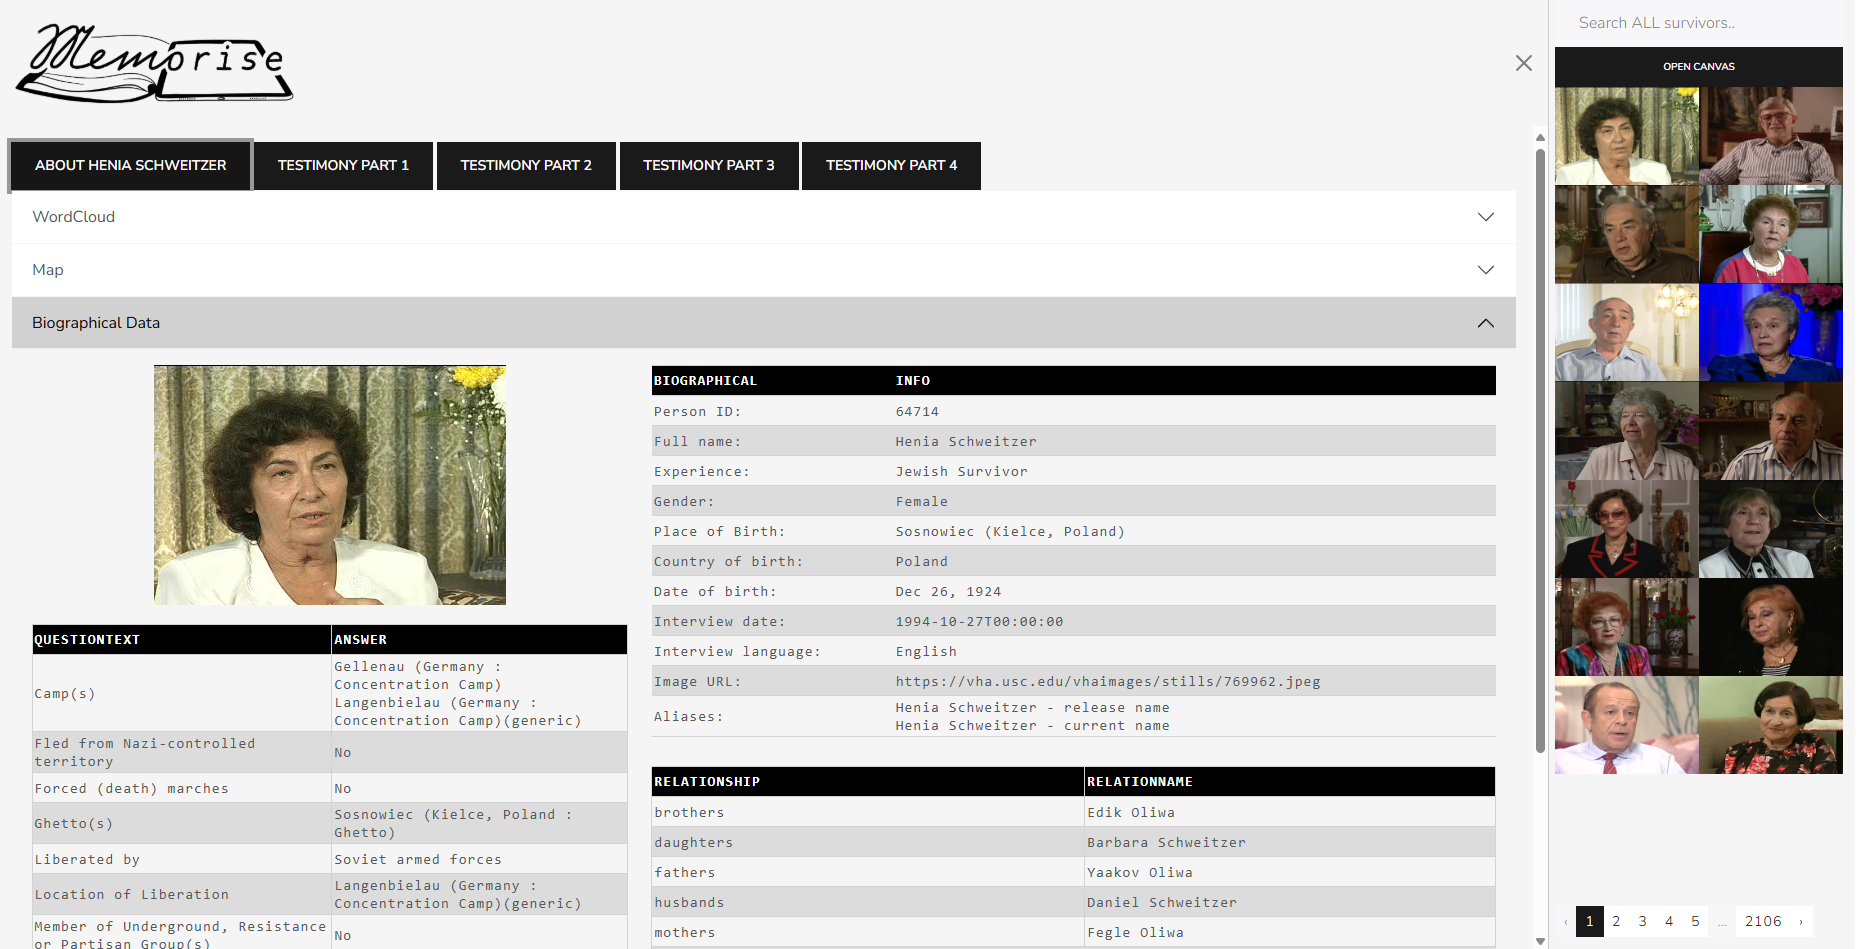 Memorise
Search ALL survivors..
OPEN CANVAS
ABOUT HENIA SCHWEITZER
TESTIMONY PART 1
TESTIMONY PART 2
TESTIMONY PART 3
TESTIMONY PART 4
WordCloud
Map
Biographical Data
BIOGRAPHICAL INFO
Person ID: 64714
Full name: Henia Schweitzer
Experience: Jewish Survivor
Gender: Female
Place of Birth: Sosnowiec (Kielce, Poland)
Country of birth: Poland
Date of birth: Dec 26, 1924
Interview date: 1994-10-27T00:00:00
Interview language: English
Image URL: https://vha.usc.edu/vhaimages/stills/769962.jpeg
Aliases: Henia Schweitzer - release name
Henia Schweitzer - current name
QUESTIONTEXT ANSWER
Camp(s) Gellenau (Germany :
Concentration Camp)
Langenbielau (Germany :
Concentration Camp)(generic)
Fled from Nazi-controlled
territory No
Forced (death) marches No
Ghetto(s) Sosnowiec (Kielce, Poland :
Ghetto)
Liberated by Soviet armed forces
Location of Liberation Langenbielau (Germany :
Concentration Camp)(generic)
Member of Underground, Resistance
or Partisan Group(s) No
RELATIONSHIP RELATIONNAME
brothers Edik Oliwa
daughters Barbara Schweitzer
fathers Yaakov Oliwa
husbands Daniel Schweitzer
mothers Fegle Oliwa
‹ 1 2 3 4 5 ... 2106 ›